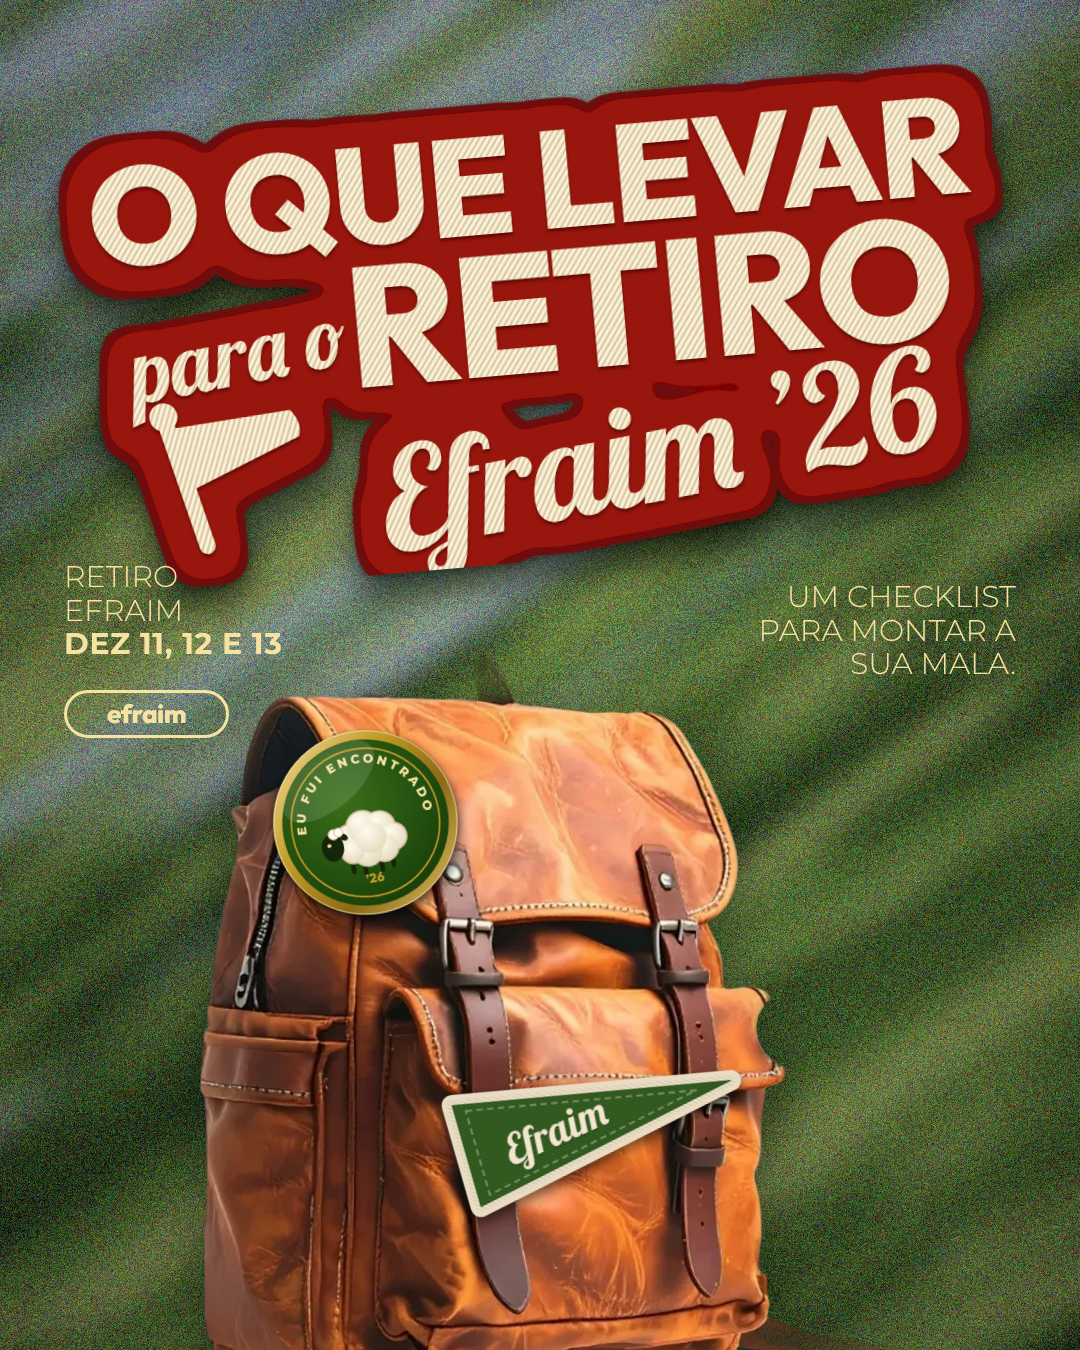 O QUE LEVAR
para o RETIRO
Efraim ’26
RETIRO
EFRAIM
DEZ 11, 12 E 13
efraim
UM CHECKLIST
PARA MONTAR A
SUA MALA.
EU FUI ENCONTRADO
’26
Efraim